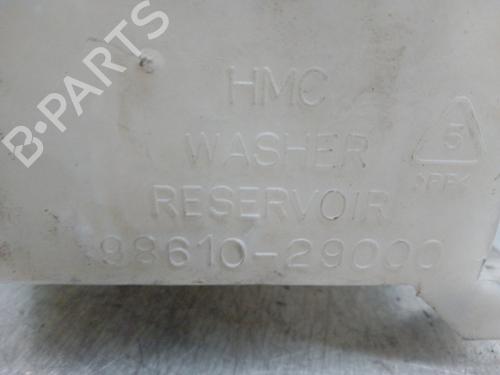 B-PARTS
HMC
WASHER
RESERVOIR
98610-29000
5
>PP<